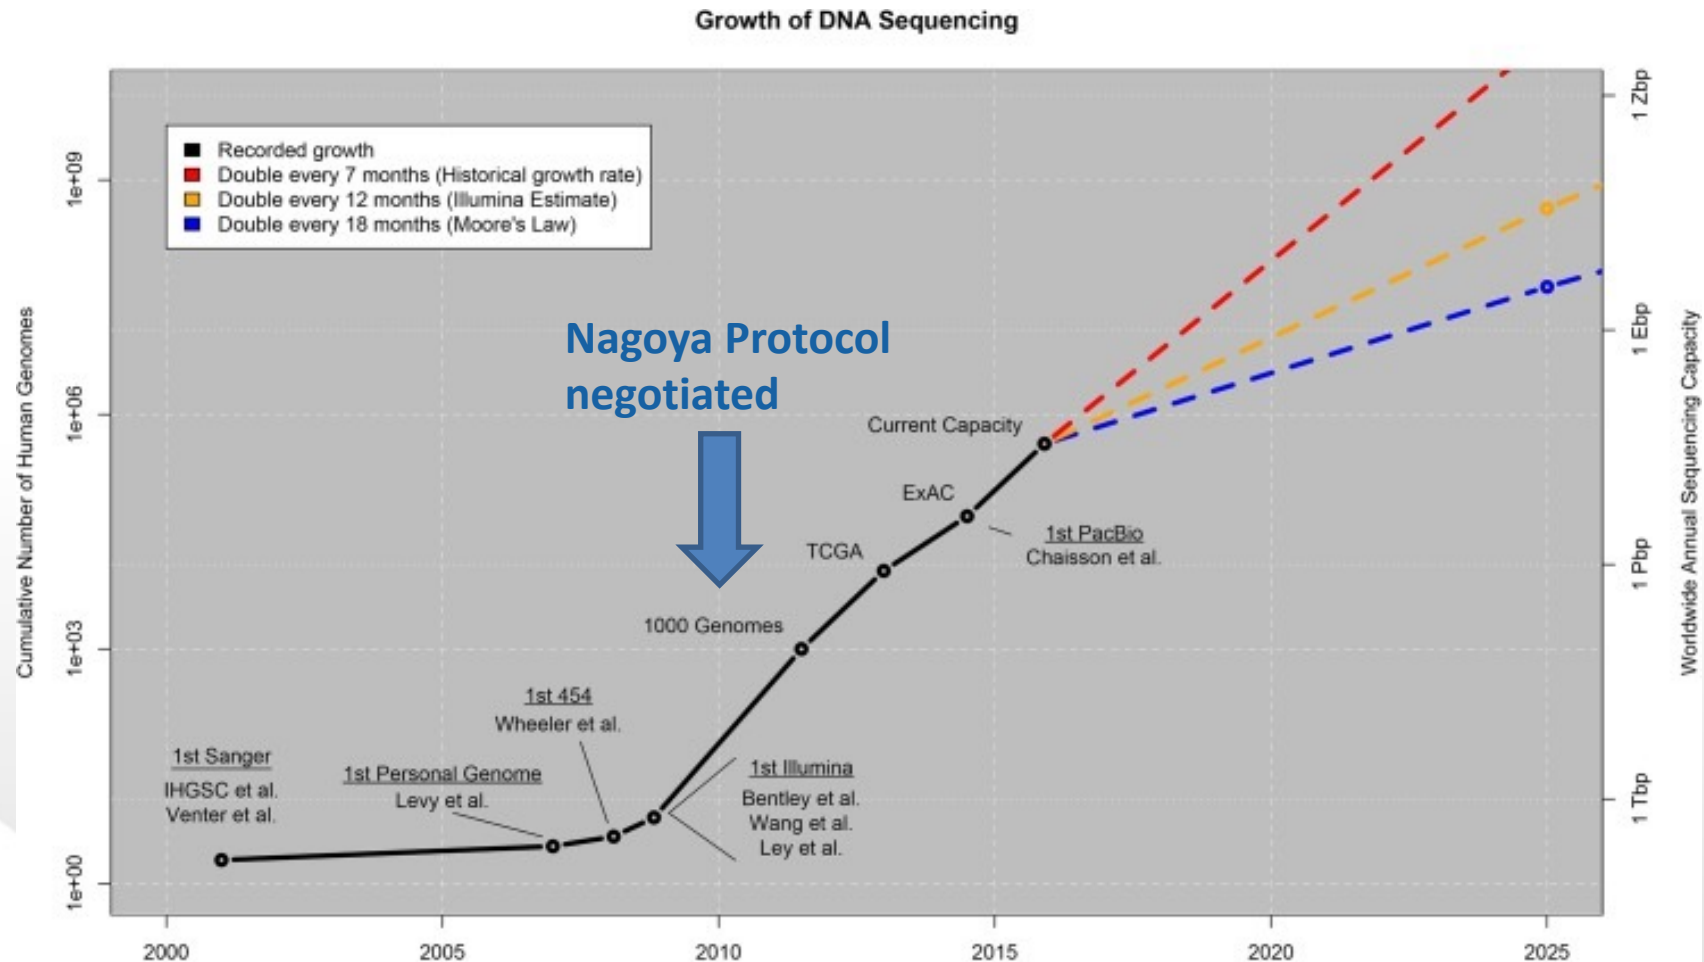 Growth of DNA Sequencing
Recorded growth
Double every 7 months (Historical growth rate)
Double every 12 months (Illumina Estimate)
Double every 18 months (Moore's Law)
Cumulative Number of Human Genomes
1e+09
1e+06
1e+03
1e+00
Nagoya Protocol
negotiated
Current Capacity
ExAC
1st PacBio
Chaisson et al.
TCGA
1000 Genomes
1st 454
Wheeler et al.
1st Sanger
IHGSC et al.
Venter et al.
1st Personal Genome
Levy et al.
1st Illumina
Bentley et al.
Wang et al.
Ley et al.
1 Zbp
1 Ebp
1 Pbp
1 Tbp
Worldwide Annual Sequencing Capacity
2000
2005
2010
2015
2020
2025